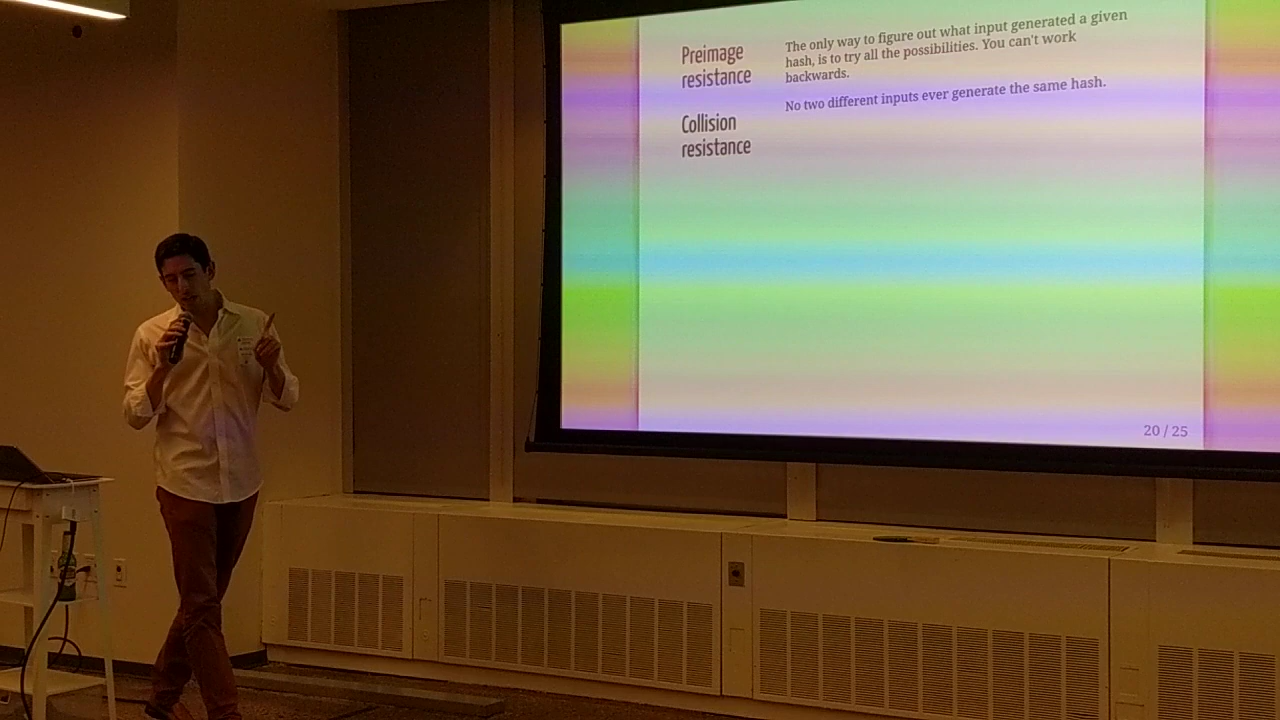 Preimage
resistance
The only way to figure out what input generated a given
hash, is to try all the possibilities. You can't work
backwards.
Collision
resistance
No two different inputs ever generate the same hash.
20 / 25